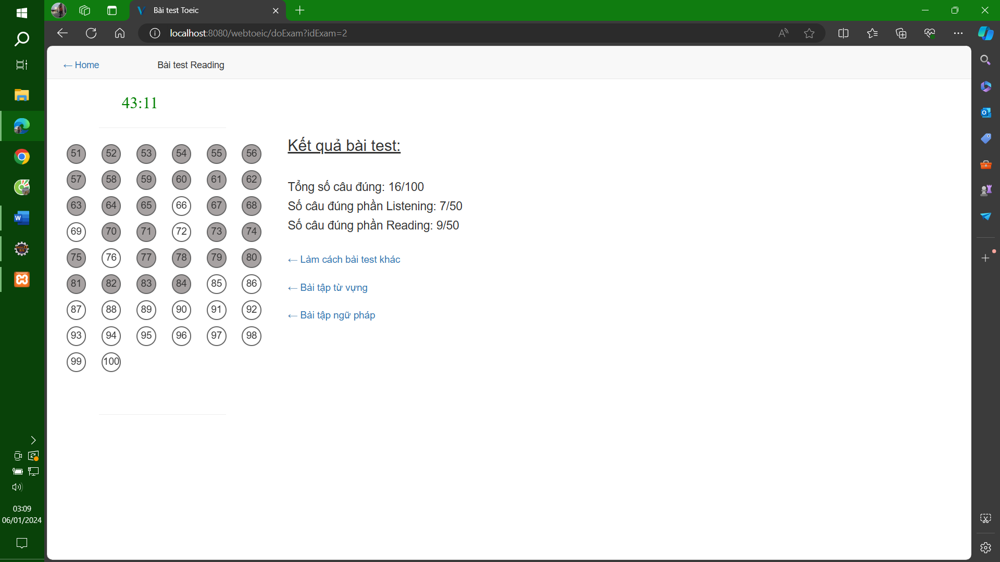 Bài test Toeic
localhost:8080/webtoeic/doExam?idExam=2
← Home
Bài test Reading
43:11
51 52 53 54 55 56
57 58 59 60 61 62
63 64 65 66 67 68
69 70 71 72 73 74
75 76 77 78 79 80
81 82 83 84 85 86
87 88 89 90 91 92
93 94 95 96 97 98
99 100
Kết quả bài test:
Tổng số câu đúng: 16/100
Số câu đúng phần Listening: 7/50
Số câu đúng phần Reading: 9/50
← Làm cách bài test khác
← Bài tập từ vựng
← Bài tập ngữ pháp
03:09
06/01/2024